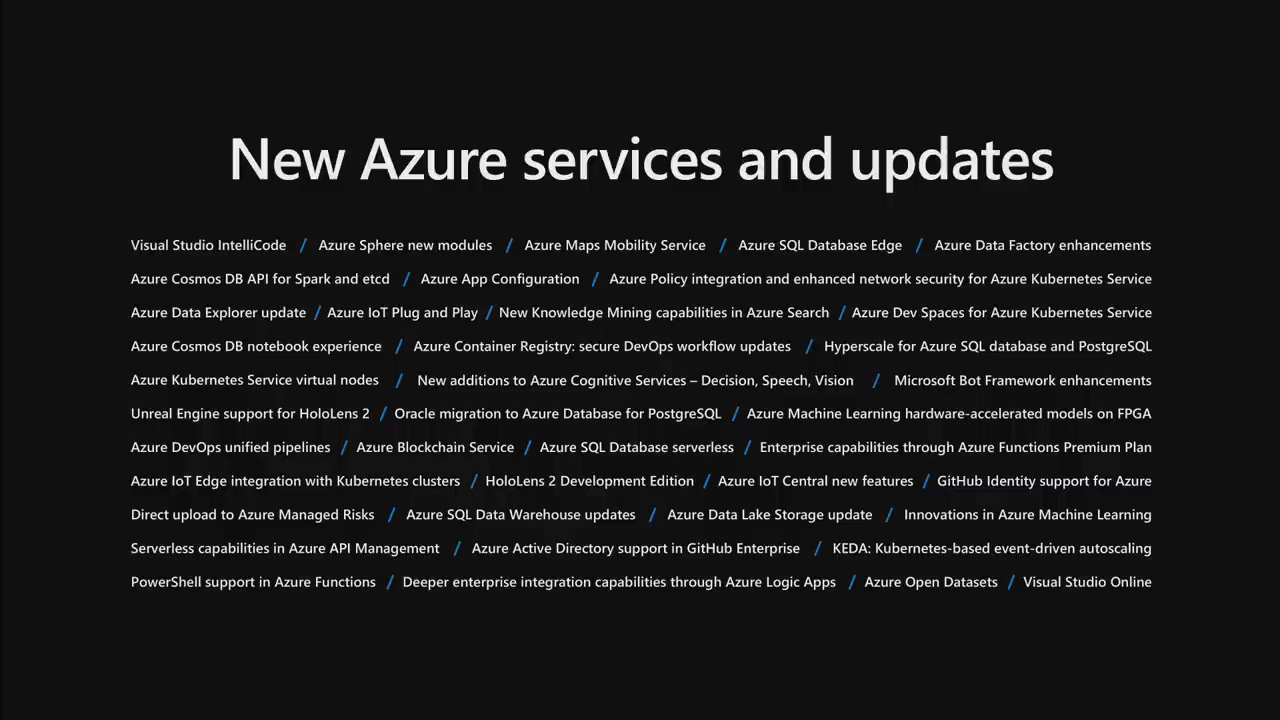 New Azure services and updates
Visual Studio IntelliCode / Azure Sphere new modules / Azure Maps Mobility Service / Azure SQL Database Edge / Azure Data Factory enhancements
Azure Cosmos DB API for Spark and etcd / Azure App Configuration / Azure Policy integration and enhanced network security for Azure Kubernetes Service
Azure Data Explorer update / Azure IoT Plug and Play / New Knowledge Mining capabilities in Azure Search / Azure Dev Spaces for Azure Kubernetes Service
Azure Cosmos DB notebook experience / Azure Container Registry: secure DevOps workflow updates / Hyperscale for Azure SQL database and PostgreSQL
Azure Kubernetes Service virtual nodes / New additions to Azure Cognitive Services – Decision, Speech, Vision / Microsoft Bot Framework enhancements
Unreal Engine support for HoloLens 2 / Oracle migration to Azure Database for PostgreSQL / Azure Machine Learning hardware-accelerated models on FPGA
Azure DevOps unified pipelines / Azure Blockchain Service / Azure SQL Database serverless / Enterprise capabilities through Azure Functions Premium Plan
Azure IoT Edge integration with Kubernetes clusters / HoloLens 2 Development Edition / Azure IoT Central new features / GitHub Identity support for Azure
Direct upload to Azure Managed Risks / Azure SQL Data Warehouse updates / Azure Data Lake Storage update / Innovations in Azure Machine Learning
Serverless capabilities in Azure API Management / Azure Active Directory support in GitHub Enterprise / KEDA: Kubernetes-based event-driven autoscaling
PowerShell support in Azure Functions / Deeper enterprise integration capabilities through Azure Logic Apps / Azure Open Datasets / Visual Studio Online